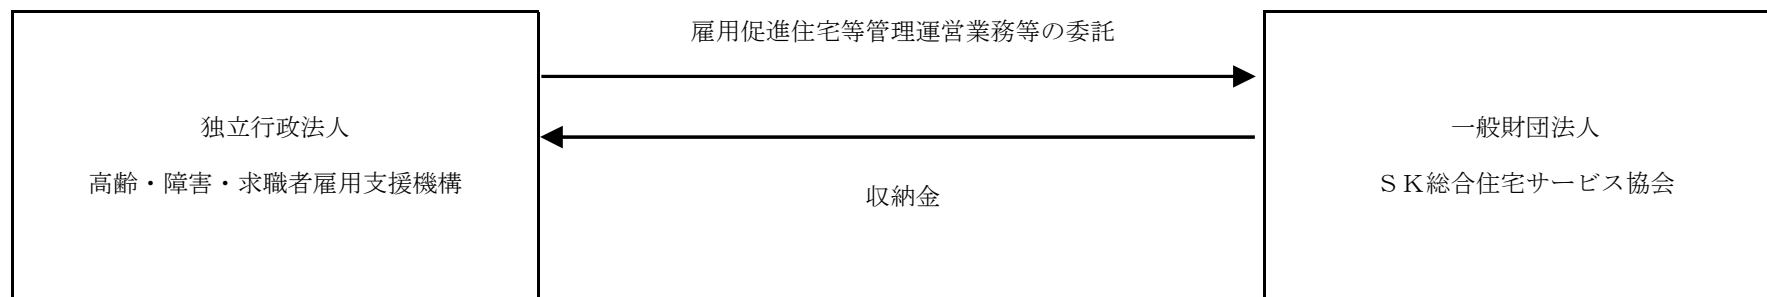 雇用促進住宅等管理運営業務等の委託
独立行政法人
高齢・障害・求職者雇用支援機構
収納金
一般財団法人
ＳＫ総合住宅サービス協会